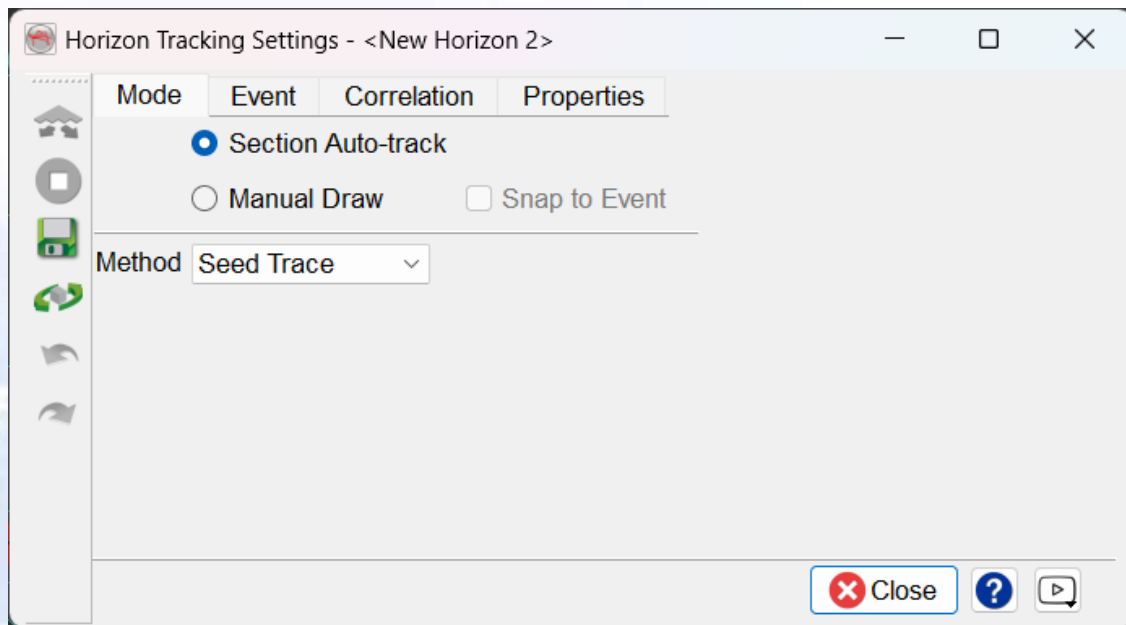 Horizon Tracking Settings - <New Horizon 2>
Mode Event Correlation Properties
Section Auto-track
Manual Draw Snap to Event
Method Seed Trace
Close ?